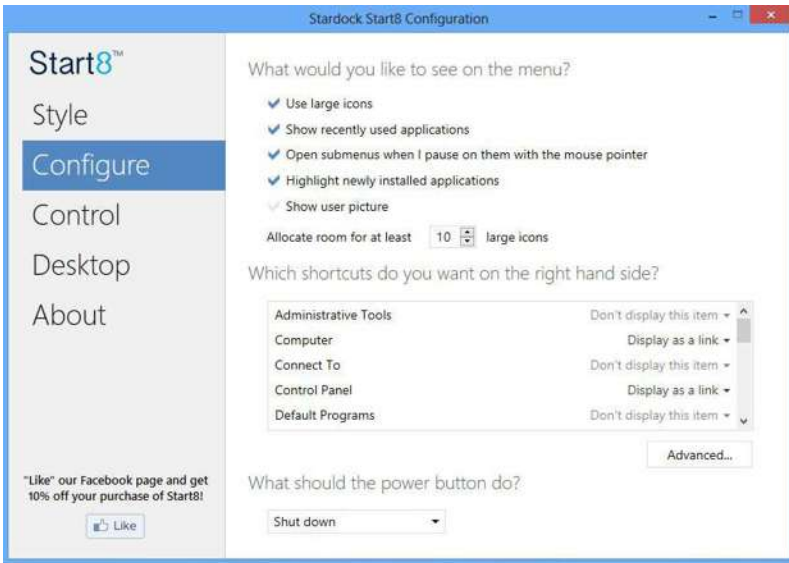 Stardock Start8 Configuration
Start8™
Style
Configure
Control
Desktop
About
"Like" our Facebook page and get
10% off your purchase of Start8!
Like
What would you like to see on the menu?
Use large icons
Show recently used applications
Open submenus when I pause on them with the mouse pointer
Highlight newly installed applications
Show user picture
Allocate room for at least 10 large icons
Which shortcuts do you want on the right hand side?
Administrative Tools Don't display this item
Computer Display as a link
Connect To Don't display this item
Control Panel Display as a link
Default Programs Don't display this item
Advanced...
What should the power button do?
Shut down